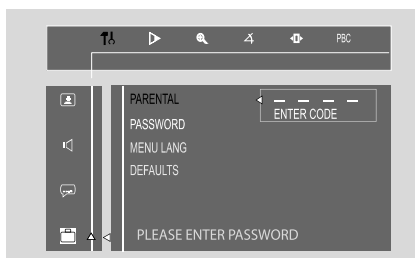 PBC
PARENTAL
ENTER CODE
PASSWORD
MENU LANG
DEFAULTS
PLEASE ENTER PASSWORD